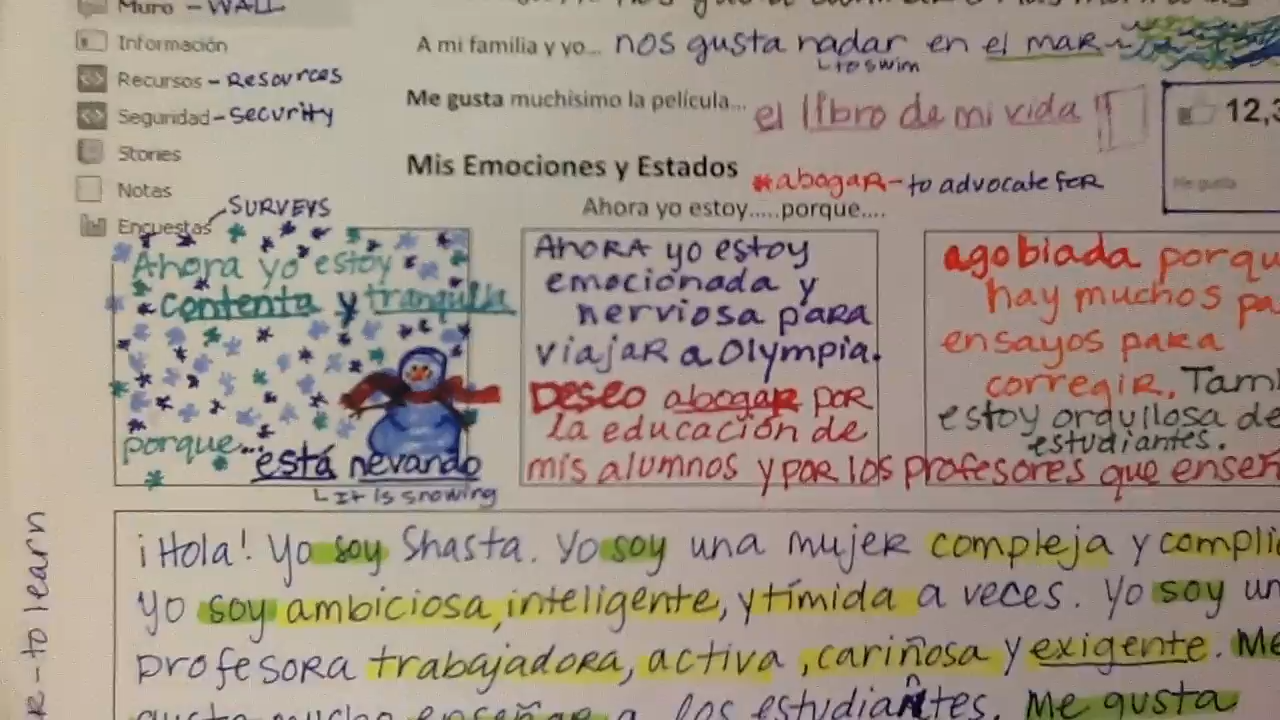 Muro - WALL
Información
Recursos - Resources
Seguridad - security
Stories
Notas
Encuestas
SURVEYS
A mi familia y yo... nos gusta nadar en el mar
to swim
Me gusta muchísimo la película... el libro de mi vida
12,3
Me gusta
Mis Emociones y Estados
*abogar - to advocate for
Ahora yo estoy.....porque....
Ahora yo estoy
contenta y tranquila
porque... está nevando
It is snowing
Ahora yo estoy
emocionada y
nerviosa para
viajar a Olympia.
Deseo abogar por
la educación de
mis alumnos y por los profesores que enseñ
agobiada porqu
hay muchos pa
ensayos para
corregir. Tam
estoy orgullosa de
estudiantes.
R - to learn
¡Hola! Yo soy Shasta. Yo soy una mujer compleja y compli
Yo soy ambiciosa, inteligente, y tímida a veces. Yo soy un
profesora trabajadora, activa, cariñosa y exigente. Me
gusta mucho enseñar a los estudiantes. Me gusta